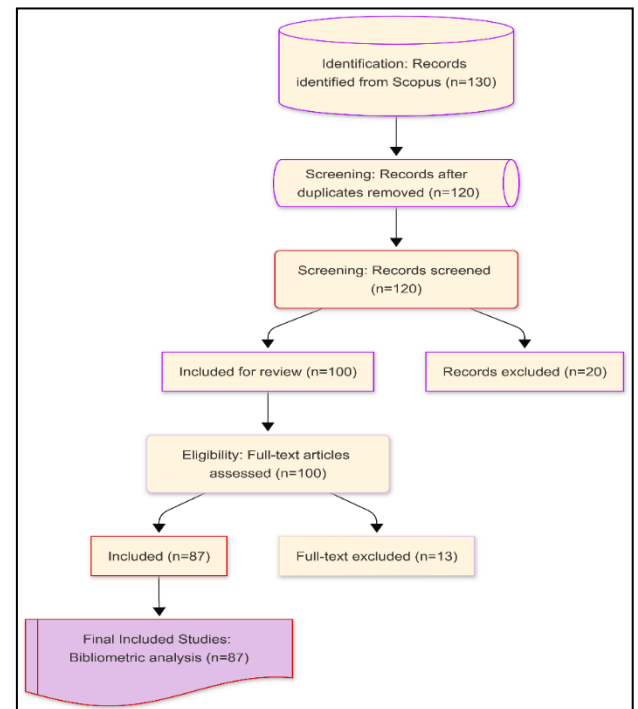 Identification: Records
identified from Scopus (n=130)
Screening: Records after
duplicates removed (n=120)
Screening: Records screened
(n=120)
Included for review (n=100)
Records excluded (n=20)
Eligibility: Full-text articles
assessed (n=100)
Included (n=87)
Full-text excluded (n=13)
Final Included Studies:
Bibliometric analysis (n=87)